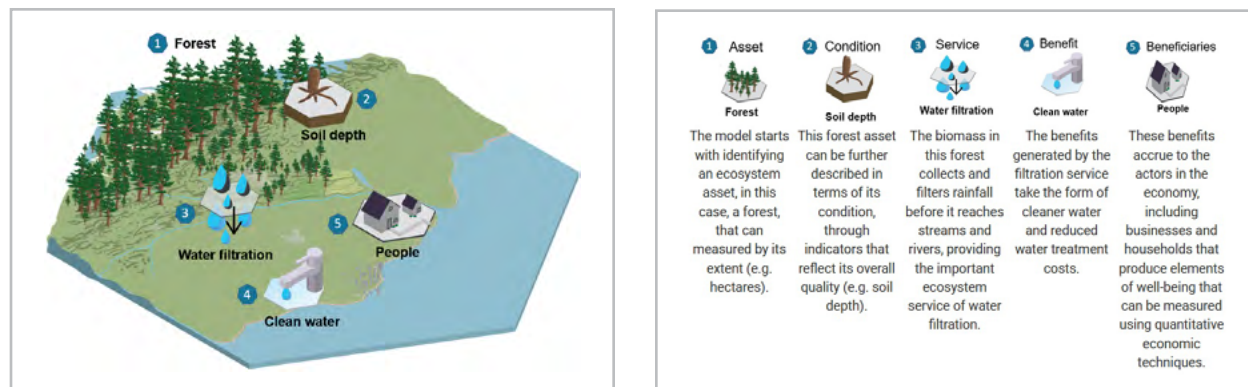 1 Forest
2
Soil depth
3
Water filtration
5
People
4
Clean water
1 Asset
Forest
The model starts
with identifying
an ecosystem
asset, in this
case, a forest,
that can
measured by its
extent (e.g.
hectares).
2 Condition
Soil depth
This forest asset
can be further
described in
terms of its
condition,
through
indicators that
reflect its overall
quality (e.g. soil
depth).
3 Service
Water filtration
The biomass in
this forest
collects and
filters rainfall
before it reaches
streams and
rivers, providing
the important
ecosystem
service of water
filtration.
4 Benefit
Clean water
The benefits
generated by the
filtration service
take the form of
cleaner water
and reduced
water treatment
costs.
5 Beneficiaries
People
These benefits
accrue to the
actors in the
economy,
including
businesses and
households that
produce elements
of well-being that
can be measured
using quantitative
economic
techniques.